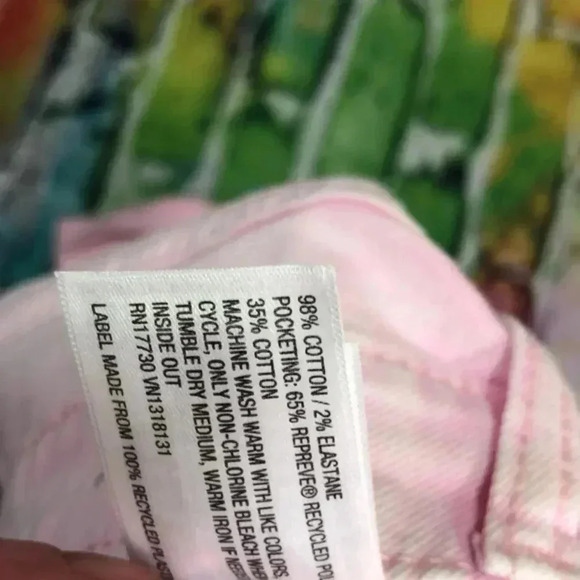 98% COTTON / 2% ELASTANE
POCKETING: 65% REPREVE® RECYCLED
35% COTTON
MACHINE WASH WARM WITH LIKE COLORS,
CYCLE, ONLY NON-CHLORINE BLEACH
TUMBLE DRY MEDIUM, WARM IRON IF
INSIDE OUT
RN17730 VN1318131
LABEL MADE FROM 100% RECYCLED